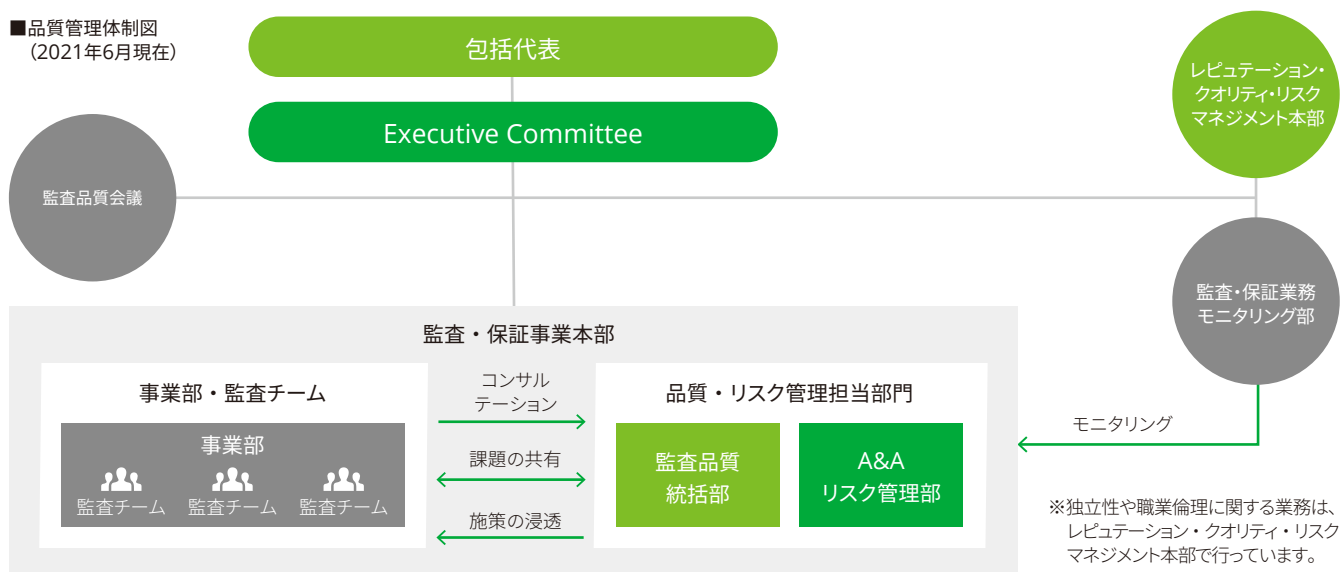 ■品質管理体制図
（2021年6月現在）
包括代表
Executive Committee
レピュテーション・
クオリティ・リスク
マネジメント本部
監査品質会議
監査・保証業務
モニタリング部
監査・保証事業本部
事業部・監査チーム
事業部
監査チーム 監査チーム 監査チーム
コンサル
テーション
課題の共有
施策の浸透
品質・リスク管理担当部門
監査品質
統括部
A&A
リスク管理部
モニタリング
※独立性や職業倫理に関する業務は、
レピュテーション・クオリティ・リスク
マネジメント本部で行っています。